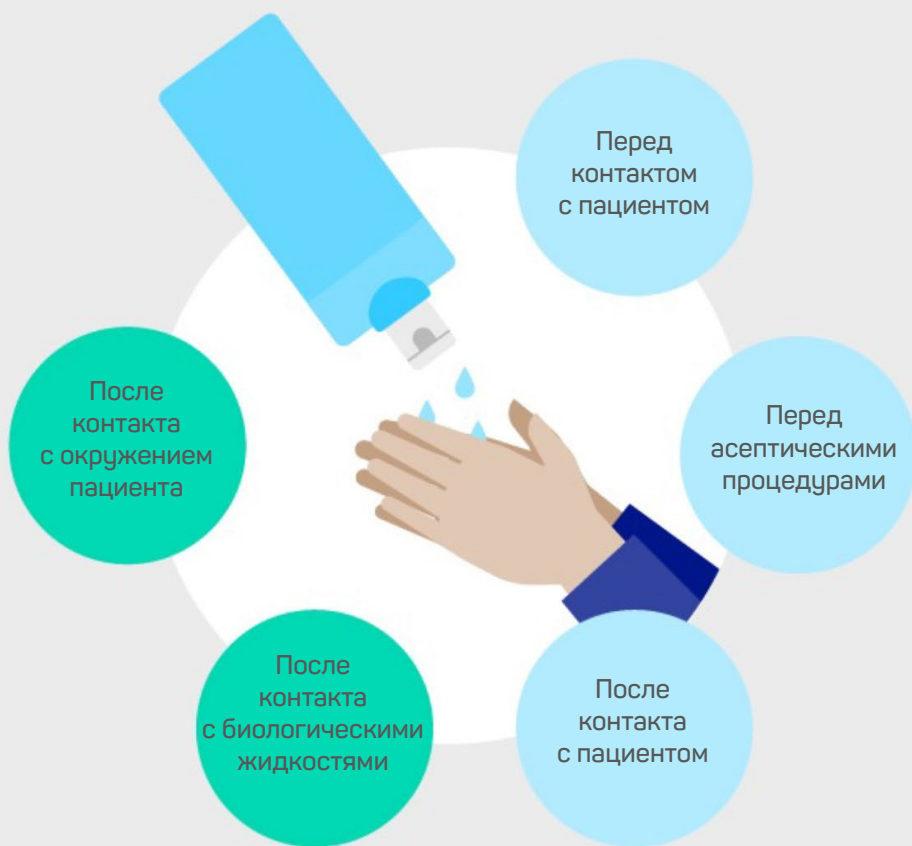 Перед
контактом
с пациентом
Перед
асептическими
процедурами
После
контакта
с пациентом
После
контакта
с биологическими
жидкостями
После
контакта
с окружением
пациента